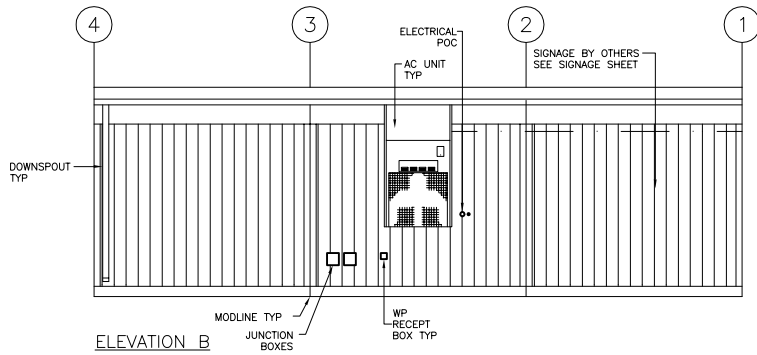 4
3
2
1
ELECTRICAL
POC
AC UNIT
TYP
SIGNAGE BY OTHERS
SEE SIGNAGE SHEET
DOWNSPOUT
TYP
MODLINE TYP
JUNCTION
BOXES
WP
RECEPT
BOX TYP
ELEVATION B